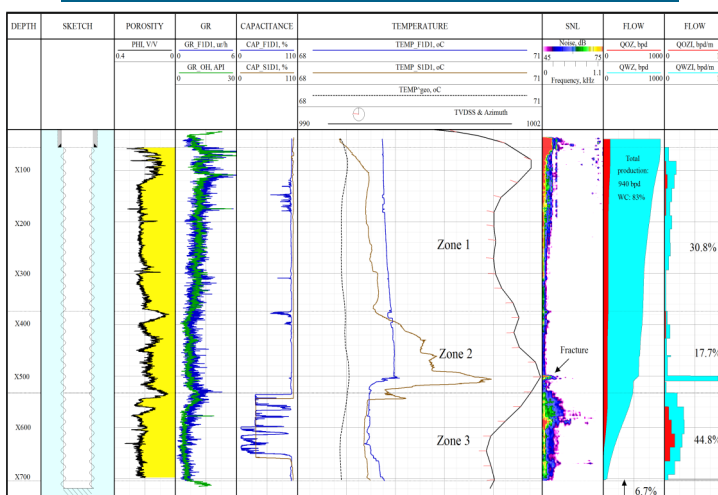 DEPTH SKETCH POROSITY GR CAPACITANCE TEMPERATURE SNL FLOW FLOW
PHI, V/V GR_F1D1, ur/h CAP_F1D1, % TEMP_F1D1, oC Noise, dB QOZ, bpd QOZI, bpd/m
0.4 0 0 6 0 110 68 71 45 75 0 1000 0 100
GR_OH, API CAP_S1D1, % TEMP_S1D1, oC QWZ, bpd QWZI, bpd/m
0 30 0 110 68 71 0 1.1 0 1000 0 100
Frequency, kHz
TEMP^geo, oC
68 71
TVDSS & Azimuth
990 1002
X100
Total
production:
940 bpd
WC: 83%
X200
Zone 1 30.8%
X300
X400
Zone 2 17.7%
Fracture
X500
X600
Zone 3 44.8%
X700
6.7%